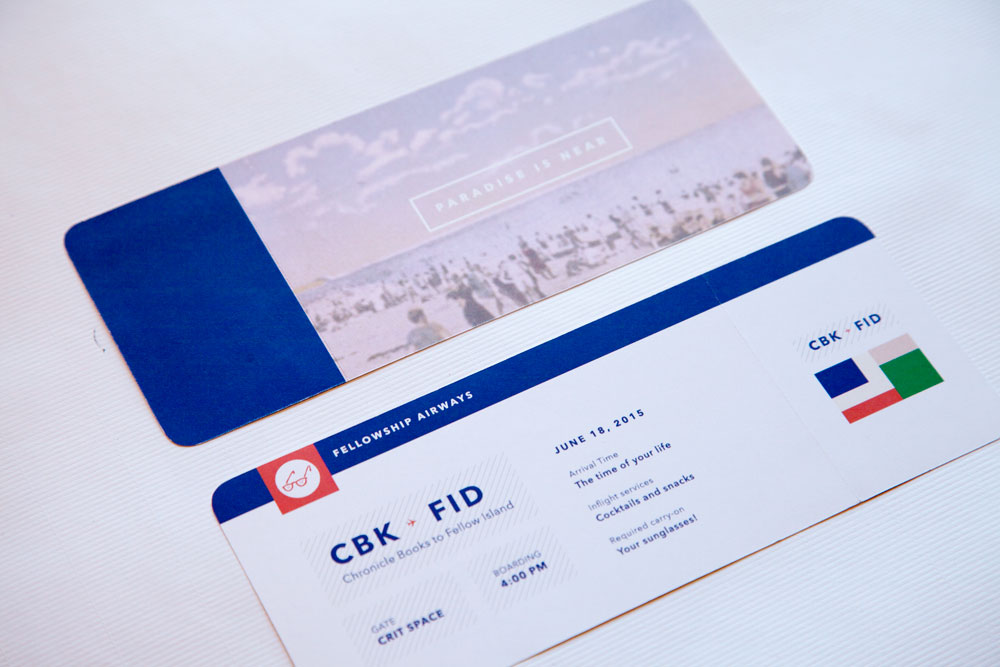 PARADISE IS NEAR
FELLOWSHIP AIRWAYS
CBK ✈ FID
Chronicle Books to Fellow Island
GATE
CRIT SPACE
BOARDING
4:00 PM
JUNE 18, 2015
Arrival Time
The time of your life
Inflight services
Cocktails and snacks
Required carry-on
Your sunglasses!
CBK ✈ FID